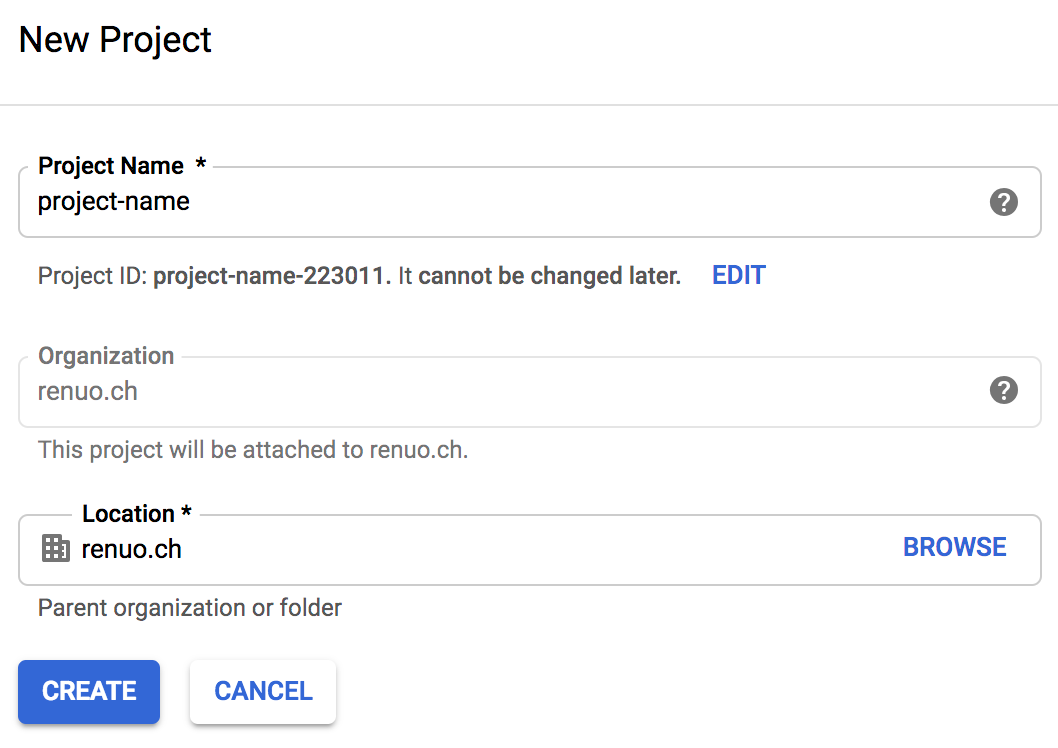 New Project
Project Name *
project-name
Project ID: project-name-223011. It cannot be changed later. EDIT
Organization
renuo.ch
This project will be attached to renuo.ch.
Location *
renuo.ch BROWSE
Parent organization or folder
CREATE CANCEL